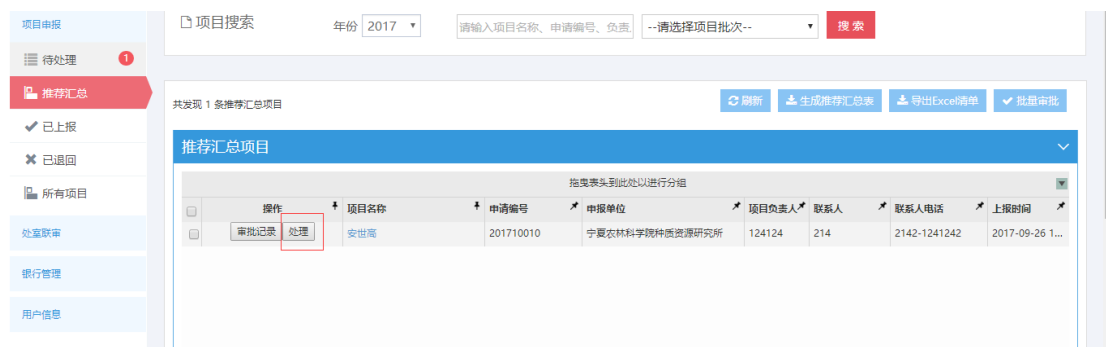 项目申报
待处理 1
推荐汇总
已上报
已退回
所有项目
处室联审
银行管理
用户信息
项目搜索 年份 2017 请输入项目名称、申请编号、负责 --请选择项目批次-- 搜 索
共发现 1 条推荐汇总项目 刷新 生成推荐汇总表 导出Excel清单 批量审批
推荐汇总项目
拖曳表头到此处以进行分组
操作 项目名称 申请编号 申报单位 项目负责人 联系人 联系人电话 上报时间
审批记录 处理 安世高 201710010 宁夏农林科学院种质资源研究所 124124 214 2142-1241242 2017-09-26 1...